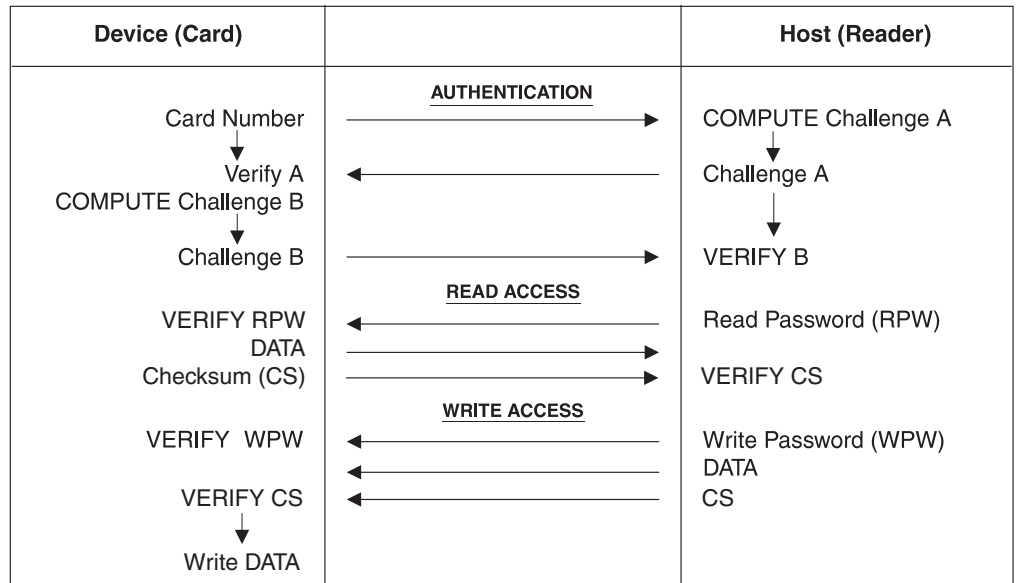 Device (Card) Host (Reader)
AUTHENTICATION
Card Number COMPUTE Challenge A
Verify A Challenge A
COMPUTE Challenge B
Challenge B VERIFY B
READ ACCESS
VERIFY RPW Read Password (RPW)
DATA
Checksum (CS) VERIFY CS
WRITE ACCESS
VERIFY WPW Write Password (WPW)
DATA
VERIFY CS CS
Write DATA